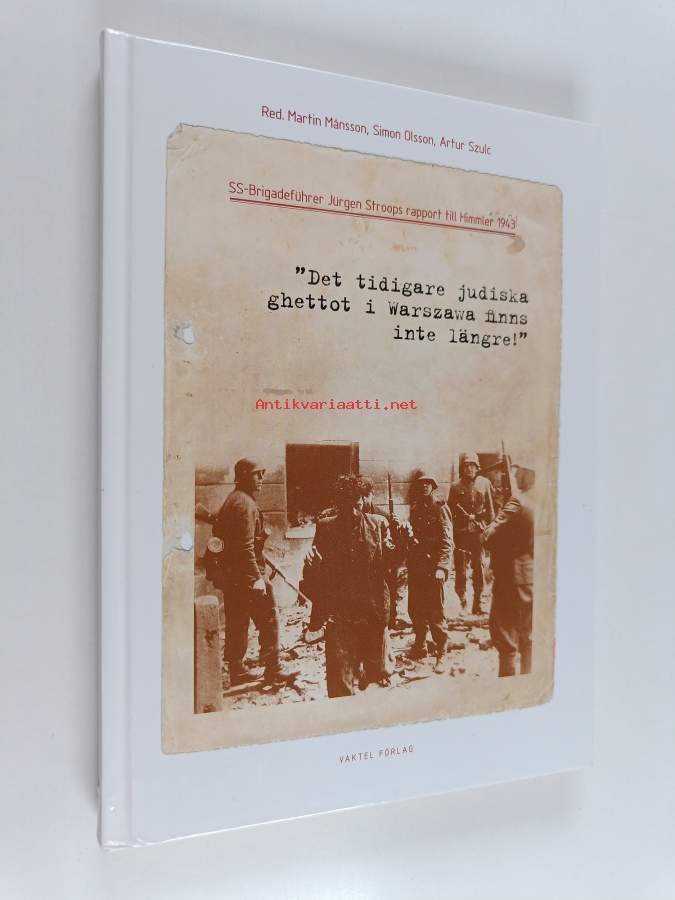 Red. Martin Månsson, Simon Olsson, Artur Szulc
SS-Brigadeführer Jürgen Stroops rapport till Himmler 1943
”Det tidigare judiska
ghettot i Warszawa finns
inte längre!”
Antikvariaatti.net
VAKTEL FÖRLAG